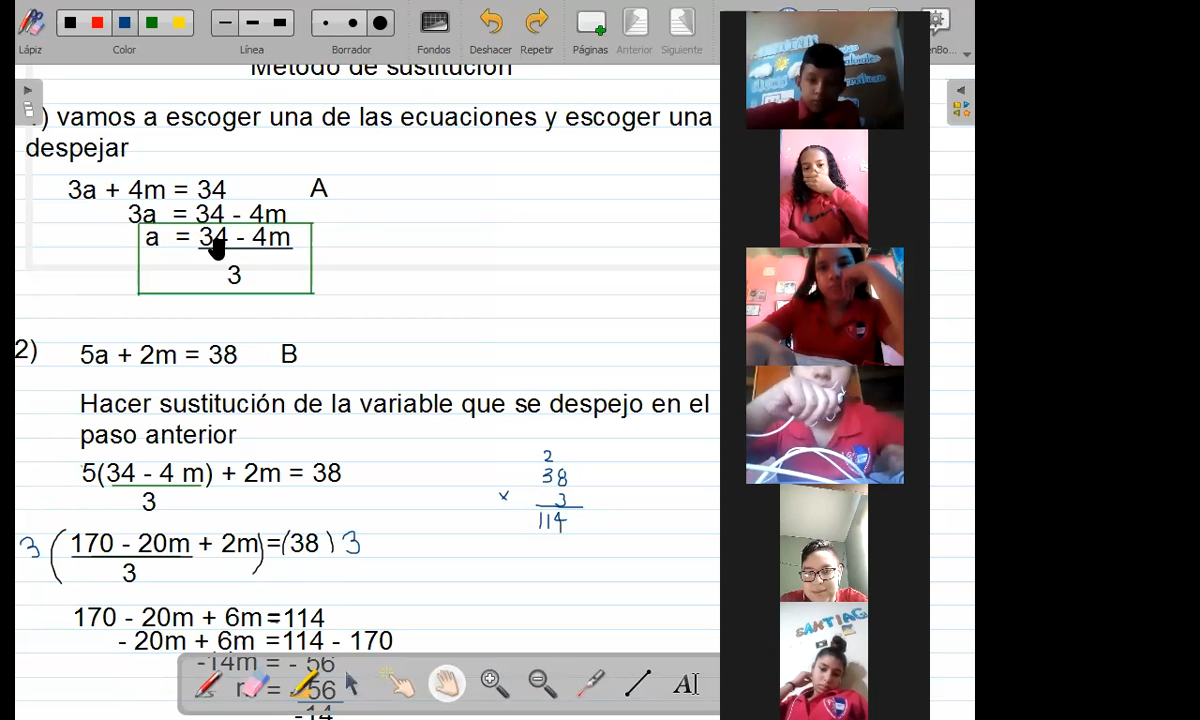 Lápiz Color Línea Borrador Fondos Deshacer Repetir Páginas Anterior Siguiente
Método de sustitución
) vamos a escoger una de las ecuaciones y escoger una
despejar
3a + 4m = 34 A
3a = 34 - 4m
a = 34 - 4m
3
2) 5a + 2m = 38 B
Hacer sustitución de la variable que se despejo en el
paso anterior
5(34 - 4 m) + 2m = 38
3
2
38
x 3
114
3 (170 - 20m + 2m) = (38) 3
3
170 - 20m + 6m = 114
- 20m + 6m = 114 - 170
-14m = - 56
= - 56
-14
SANTIAG